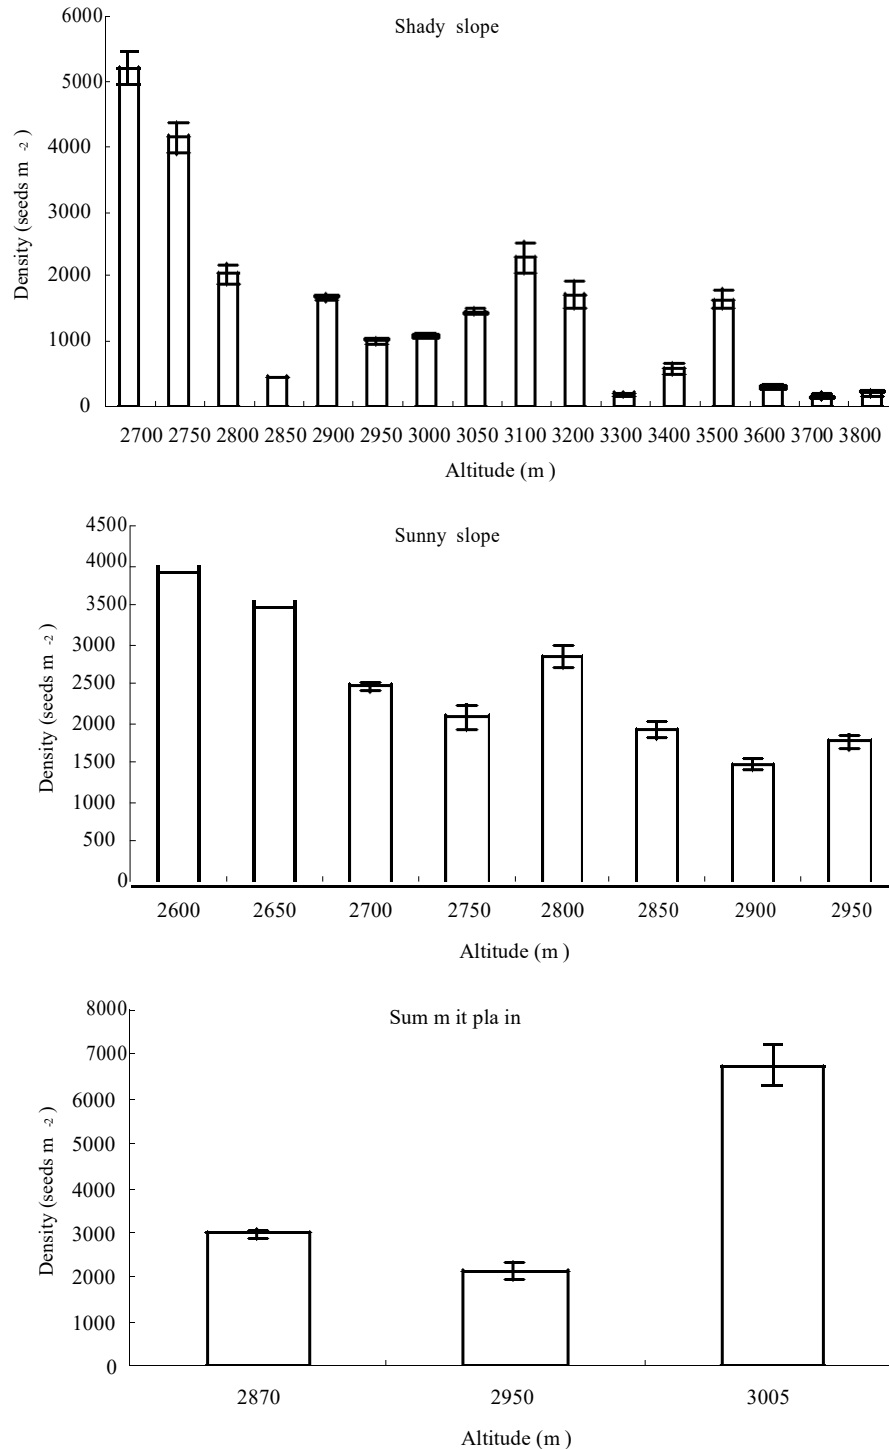 Shady slope
6000
5000
4000
3000
2000
1000
0
Density (seeds m -2 )
2700 2750 2800 2850 2900 2950 3000 3050 3100 3200 3300 3400 3500 3600 3700 3800
Altitude (m )
Sunny slope
4500
4000
3500
3000
2500
2000
1500
1000
500
0
Density (seeds m -2 )
2600 2650 2700 2750 2800 2850 2900 2950
Altitude (m )
Sum m it pla in
8000
7000
6000
5000
4000
3000
2000
1000
0
Density (seeds m -2 )
2870 2950 3005
Altitude (m )